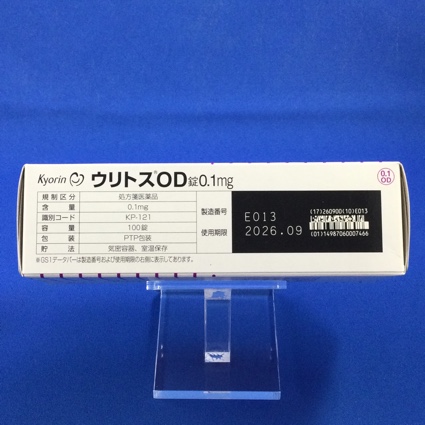 Kyorin ウリトスOD錠0.1mg
0.1
OD
規制区分 処方箋医薬品
含量 0.1mg
識別コード KP-121
容量 100錠
包装 PTP包装
貯法 気密容器、室温保存
製造番号 E013
使用期限 2026.09
(17)260900(10)E013
(01)14987060007466
※GS1データバーは製造番号および使用期限の右側に表示しております。